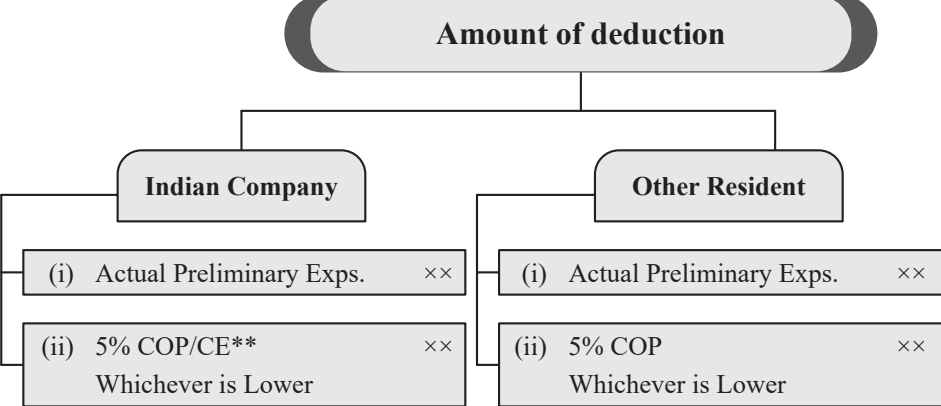 Amount of deduction
Indian Company
Other Resident
(i) Actual Preliminary Exps. ××
(ii) 5% COP/CE** ××
Whichever is Lower
(i) Actual Preliminary Exps. ××
(ii) 5% COP ××
Whichever is Lower